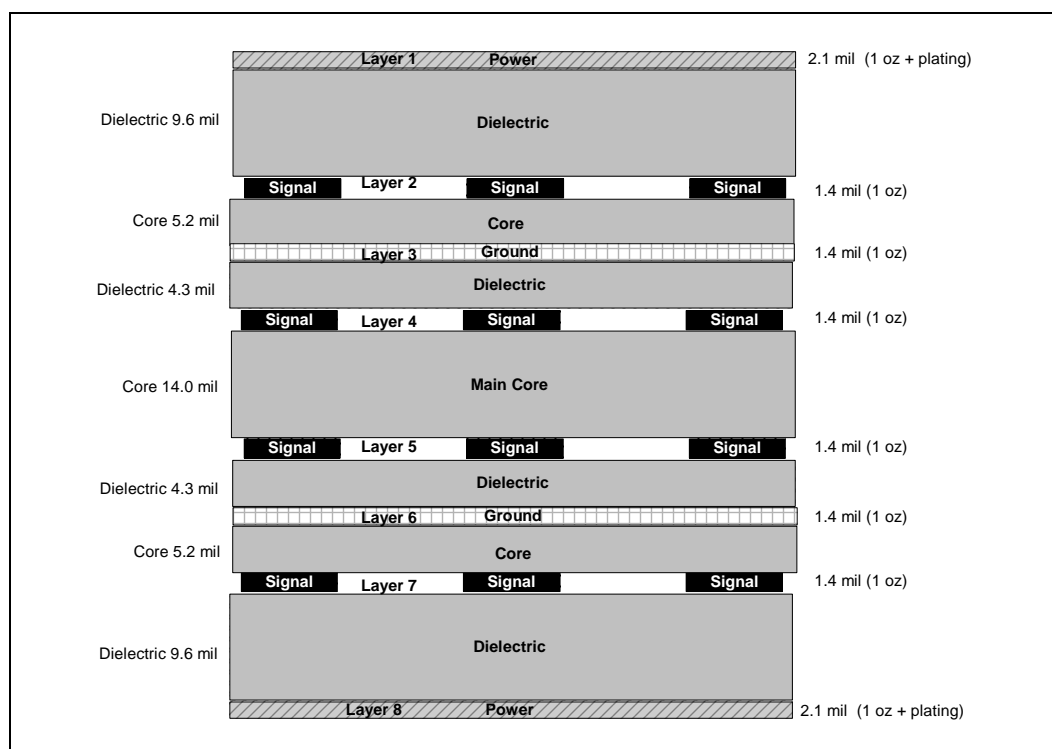 Layer 1 Power 2.1 mil (1 oz + plating)
Dielectric 9.6 mil Dielectric
Signal Layer 2 Signal Signal 1.4 mil (1 oz)
Core 5.2 mil Core
Layer 3 Ground 1.4 mil (1 oz)
Dielectric 4.3 mil Dielectric
Signal Layer 4 Signal Signal 1.4 mil (1 oz)
Core 14.0 mil Main Core
Signal Layer 5 Signal Signal 1.4 mil (1 oz)
Dielectric 4.3 mil Dielectric
Layer 6 Ground 1.4 mil (1 oz)
Core 5.2 mil Core
Signal Layer 7 Signal Signal 1.4 mil (1 oz)
Dielectric 9.6 mil Dielectric
Layer 8 Power 2.1 mil (1 oz + plating)